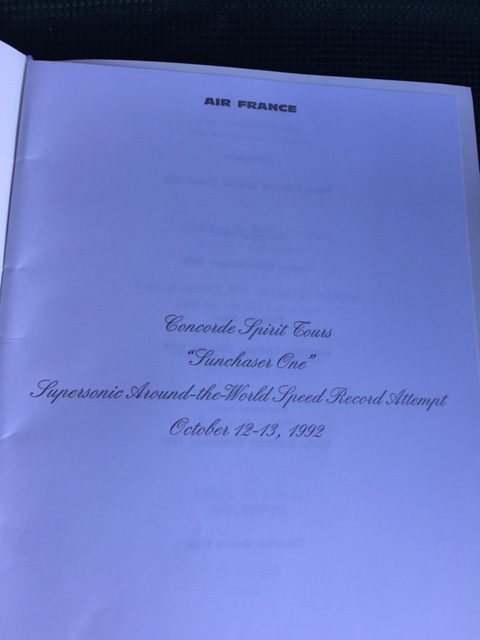 AIR FRANCE
Concorde Spirit Tours
"Sunchaser One"
Supersonic Around-the-World Speed Record Attempt
October 12-13, 1992